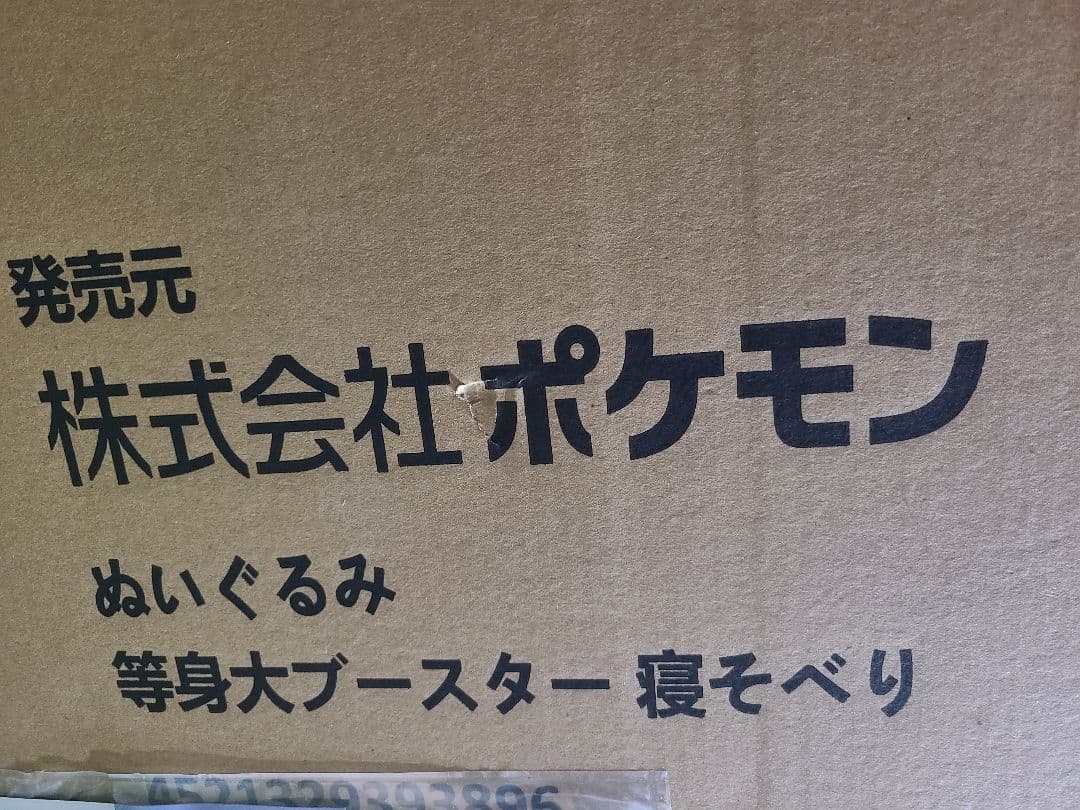 発売元
株式会社ポケモン
ぬいぐるみ
等身大ブースター 寝そべり
4521329393896